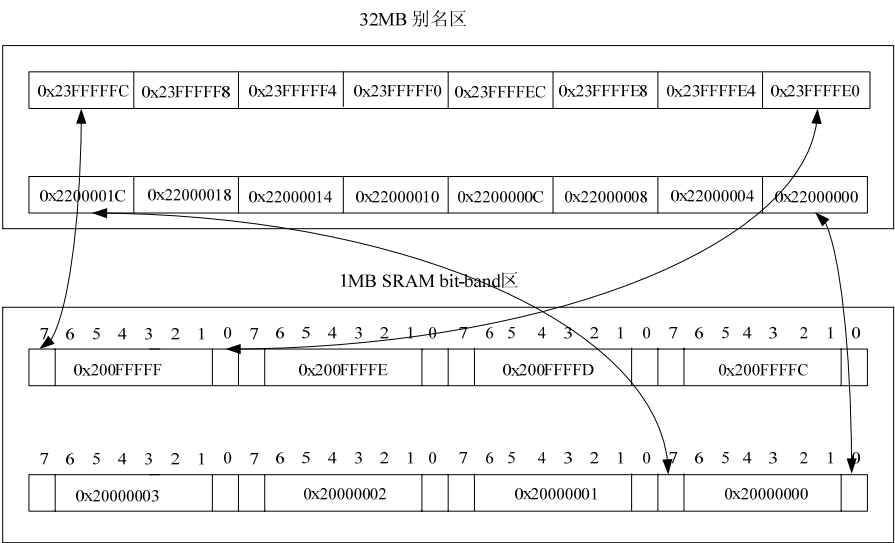 32MB 别名区
0x23FFFFFC 0x23FFFFF8 0x23FFFFF4 0x23FFFFF0 0x23FFFFEC 0x23FFFFE8 0x23FFFFE4 0x23FFFFE0
0x2200001C 0x22000018 0x22000014 0x22000010 0x2200000C 0x22000008 0x22000004 0x22000000
1MB SRAM bit-band区
7 6 5 4 3 2 1 0 7 6 5 4 3 2 1 0 7 6 5 4 3 2 1 0 7 6 5 4 3 2 1 0
0x200FFFFF 0x200FFFFE 0x200FFFFD 0x200FFFFC
7 6 5 4 3 2 1 0 7 6 5 4 3 2 1 0 7 6 5 4 3 2 1 0 7 6 5 4 3 2 1 0
0x20000003 0x20000002 0x20000001 0x20000000